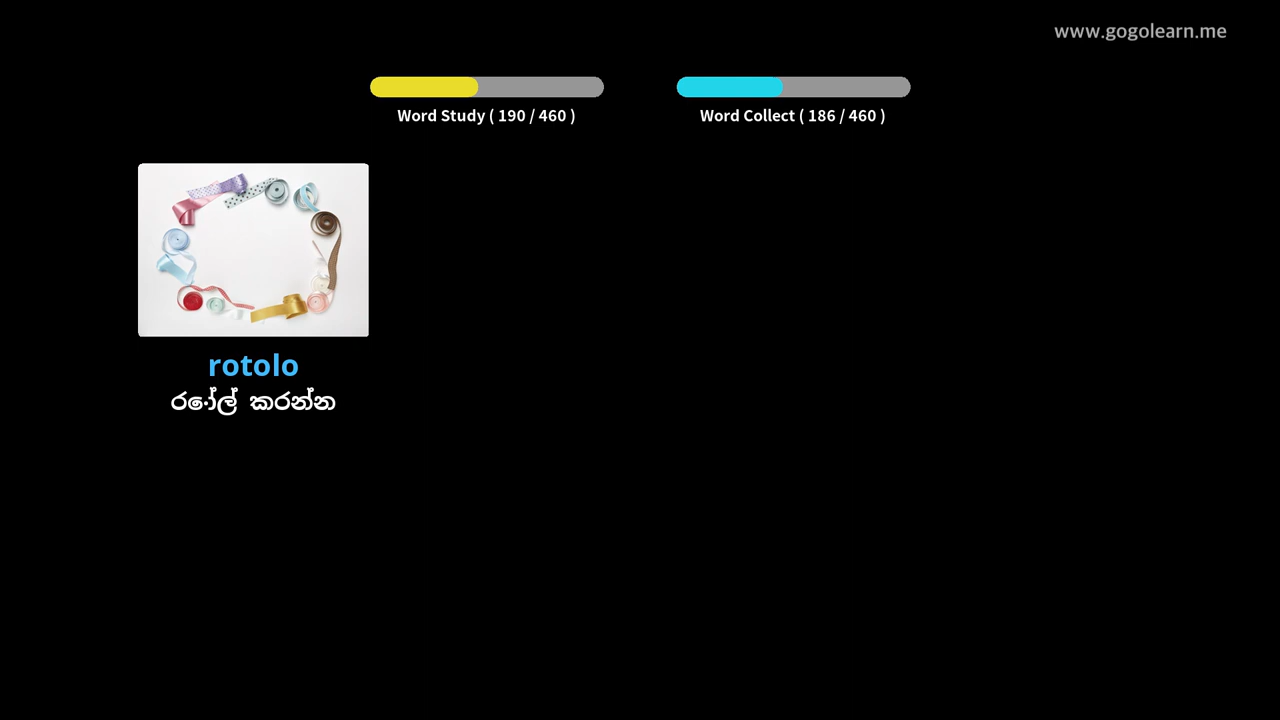 www.gogolearn.me
Word Study ( 190 / 460 )
Word Collect ( 186 / 460 )
rotolo
රෝල් කරන්න